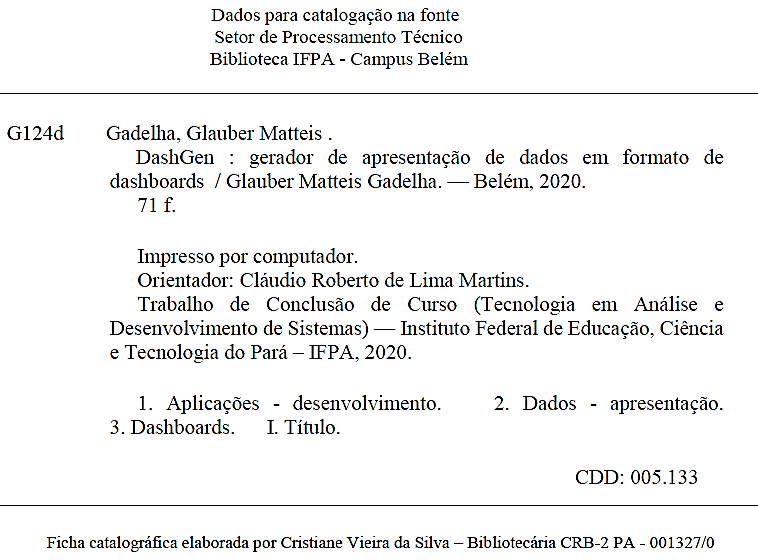 Dados para catalogação na fonte
Setor de Processamento Técnico
Biblioteca IFPA - Campus Belém
G124d Gadelha, Glauber Matteis .
DashGen : gerador de apresentação de dados em formato de
dashboards / Glauber Matteis Gadelha. — Belém, 2020.
71 f.
Impresso por computador.
Orientador: Cláudio Roberto de Lima Martins.
Trabalho de Conclusão de Curso (Tecnologia em Análise e
Desenvolvimento de Sistemas) — Instituto Federal de Educação, Ciência
e Tecnologia do Pará – IFPA, 2020.
1. Aplicações - desenvolvimento. 2. Dados - apresentação.
3. Dashboards. I. Título.
CDD: 005.133
Ficha catalográfica elaborada por Cristiane Vieira da Silva – Bibliotecária CRB-2 PA - 001327/0